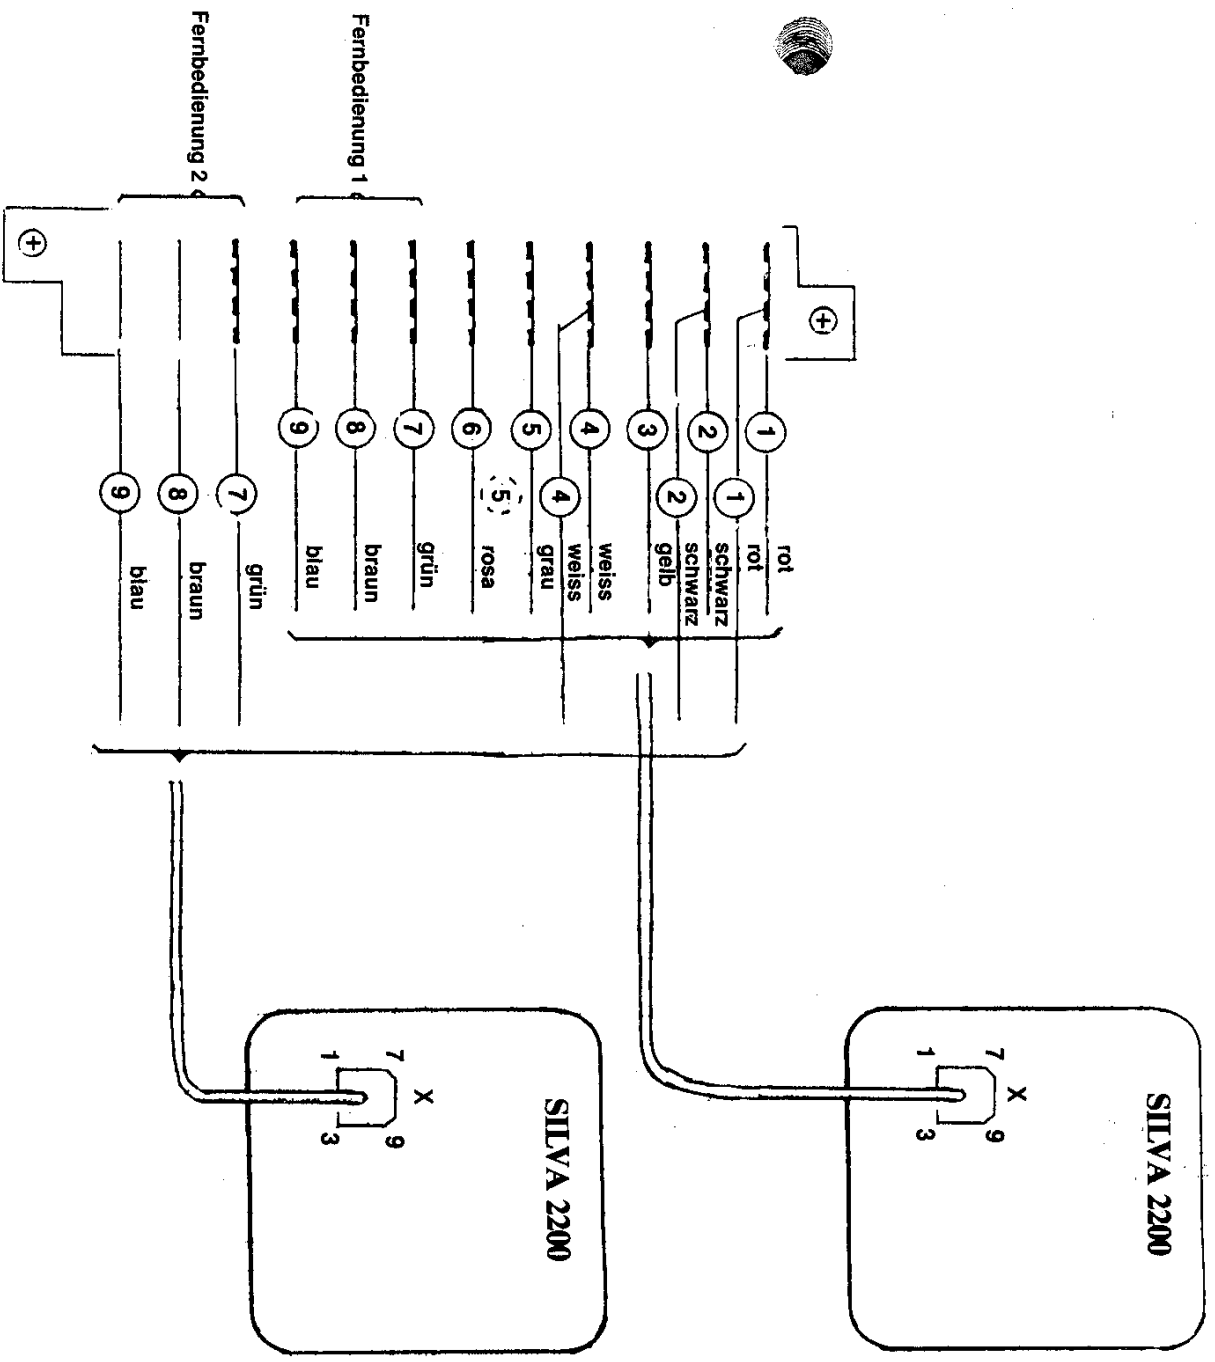 Fernbedienung 1
Fernbedienung 2
1
2
3
4
5
6
7
8
9
1
2
4
5
7
8
9
rot
rot
schwarz
schwarz
gelb
weiss
weiss
grau
rosa
grün
braun
blau
grün
braun
blau
SILVA 2200
X
7
9
1
3
SILVA 2200
X
7
9
1
3